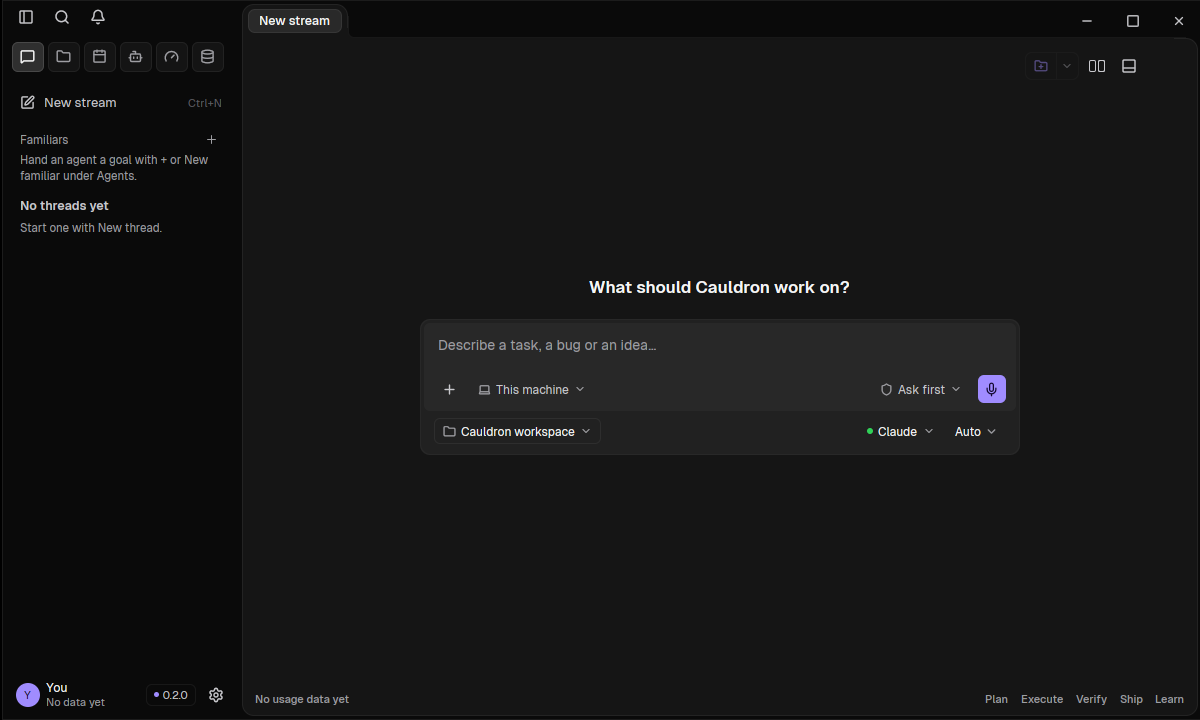 New stream
New stream Ctrl+N
Familiars
Hand an agent a goal with + or New
familiar under Agents.
No threads yet
Start one with New thread.
What should Cauldron work on?
Describe a task, a bug or an idea...
This machine
Ask first
Cauldron workspace
Claude
Auto
Y
You
No data yet
0.2.0
No usage data yet
Plan Execute Verify Ship Learn